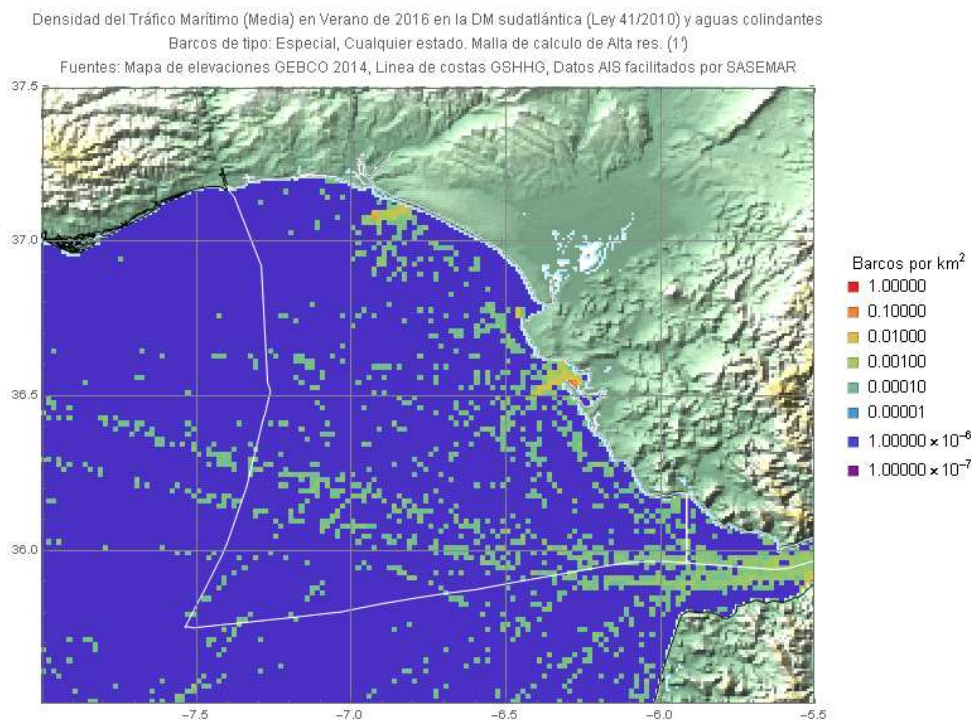 Densidad del Tráfico Marítimo (Media) en Verano de 2016 en la DM sudatlántica (Ley 41/2010) y aguas colindantes
Barcos de tipo: Especial, Cualquier estado. Malla de calculo de Alta res. (1')
Fuentes: Mapa de elevaciones GEBCO 2014, Linea de costas GSHHG, Datos AIS facilitados por SASEMAR
37.5
37.0
36.5
36.0
-7.5
-7.0
-6.5
-6.0
-5.5
Barcos por km²
1.00000
0.10000
0.01000
0.00100
0.00010
0.00001
1.00000 × 10⁻⁶
1.00000 × 10⁻⁷